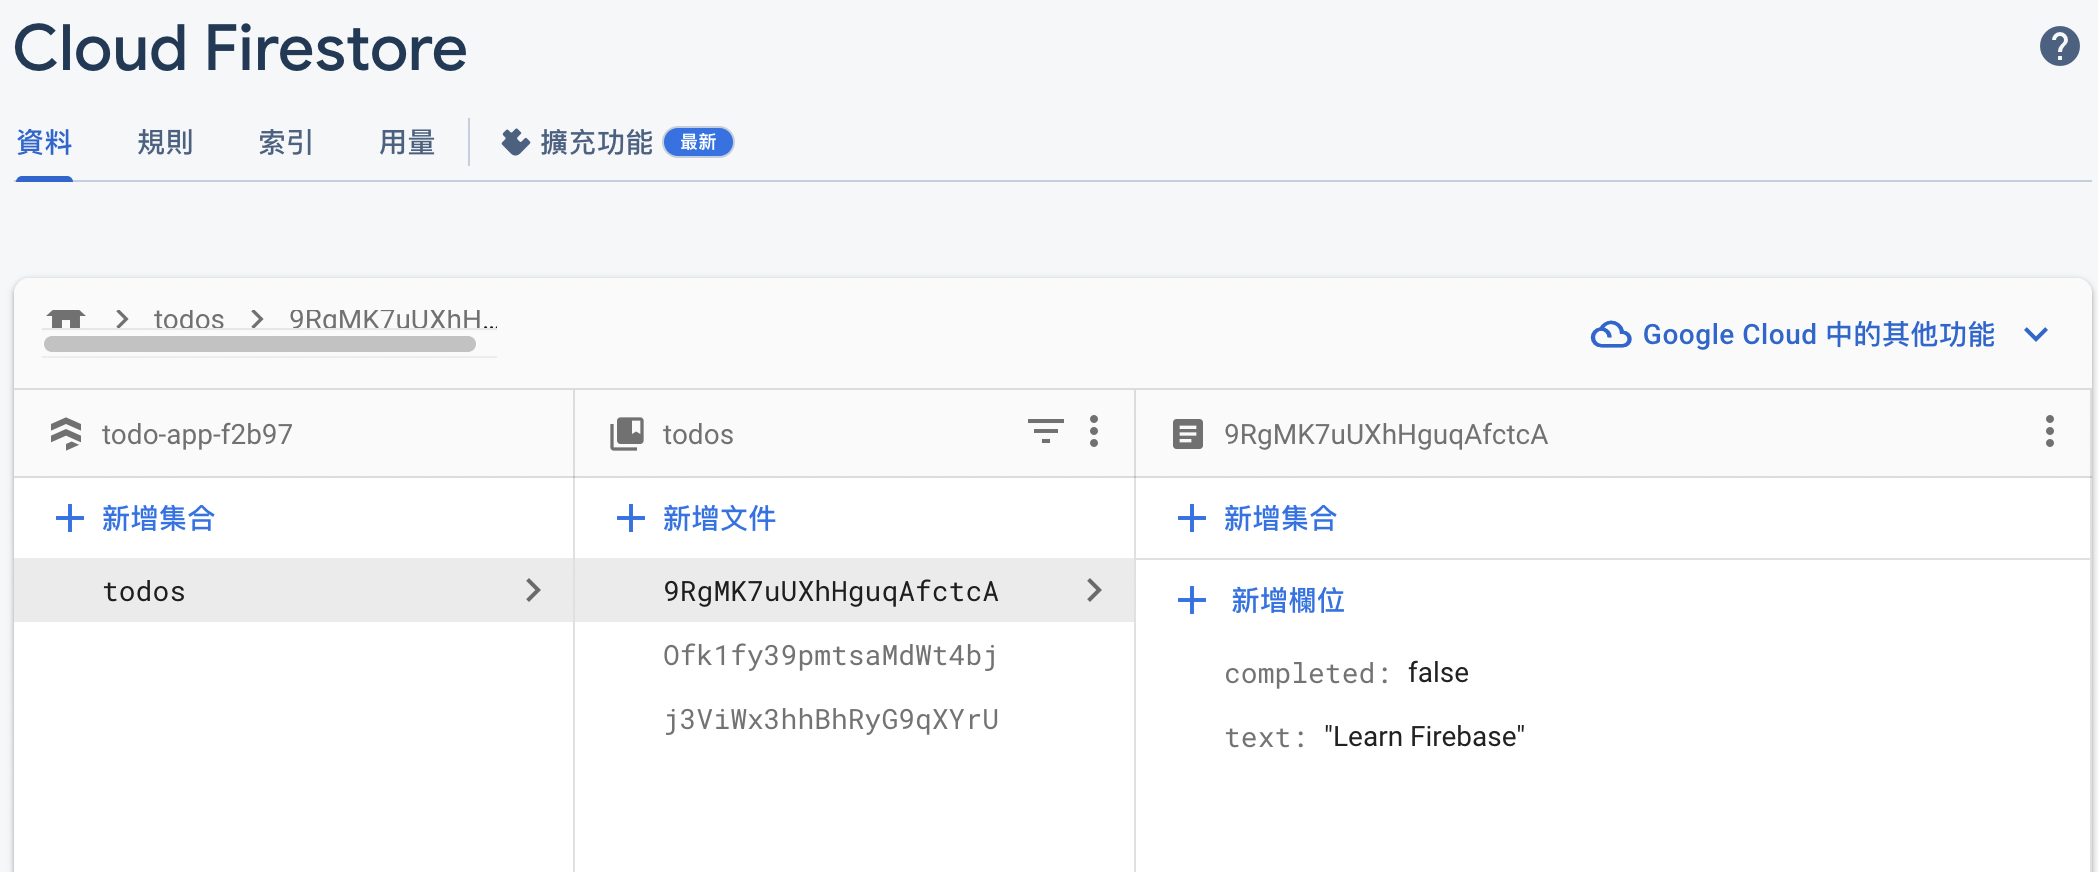 Cloud Firestore
資料 規則 索引 用量 擴充功能 最新
todos 9RgMK7uUXhH...
Google Cloud 中的其他功能
todo-app-f2b97
新增集合
todos
todos
新增文件
9RgMK7uUXhHguqAfctcA
Ofk1fy39pmtsaMdWt4bj
j3ViWx3hhBhRyG9qXYrU
9RgMK7uUXhHguqAfctcA
新增集合
新增欄位
completed: false
text: "Learn Firebase"